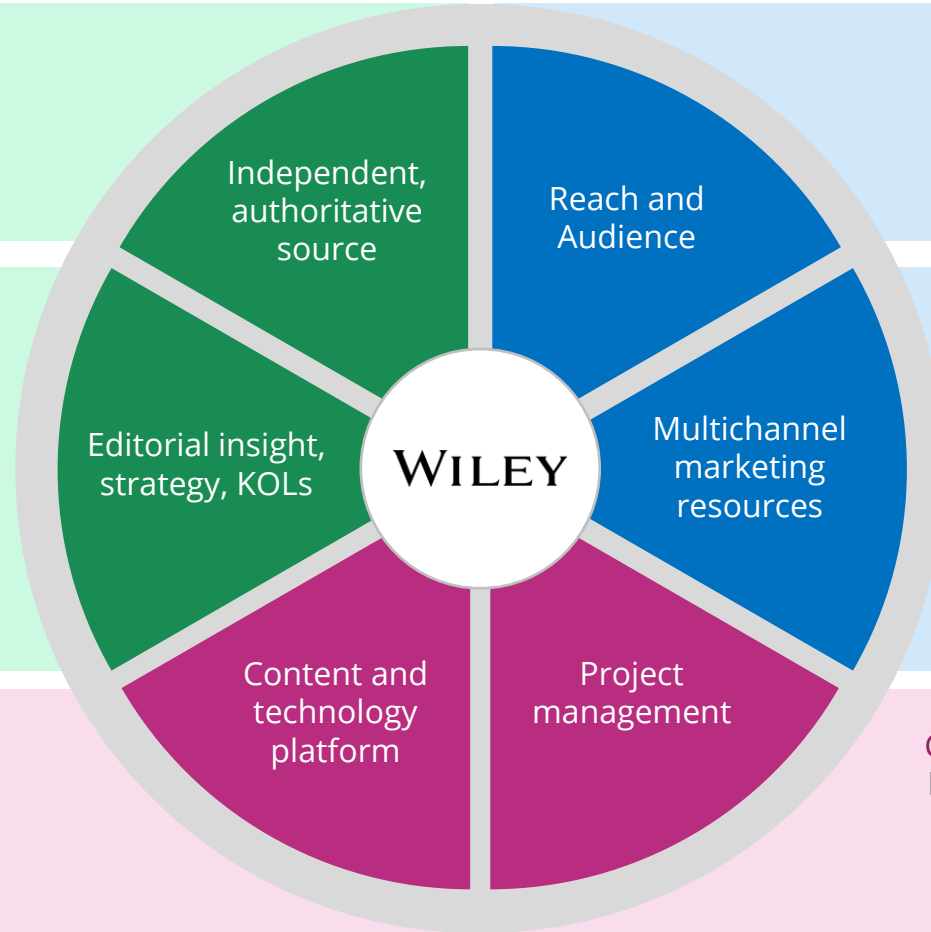 Independent,
authoritative
source
Reach and
Audience
Editorial insight,
strategy, KOLs
WILEY
Multichannel
marketing
resources
Content and
technology
platform
Project
management